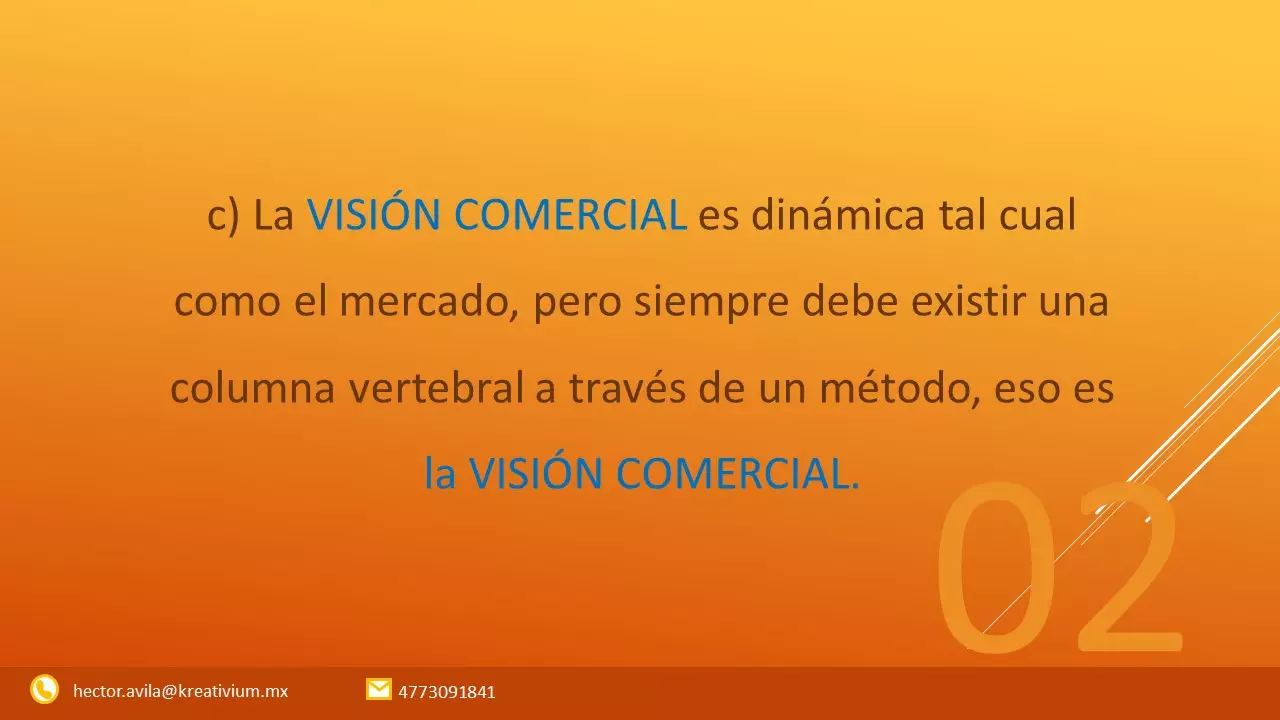 c) La VISIÓN COMERCIAL es dinámica tal cual
como el mercado, pero siempre debe existir una
columna vertebral a través de un método, eso es
la VISIÓN COMERCIAL.
02
hector.avila@kreativium.mx 4773091841